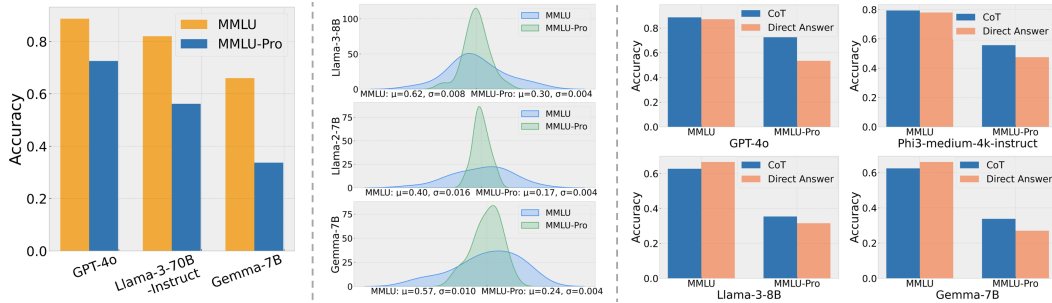 Accuracy
0.8
0.6
0.4
0.2
0.0
MMLU
MMLU-Pro
GPT-4o
Llama-3-70B
-Instruct
Gemma-7B
Llama-3-8B
100
50
0
MMLU
MMLU-Pro
MMLU: μ=0.62, σ=0.008 MMLU-Pro: μ=0.30, σ=0.004
Llama-2-7B
75
50
25
0
MMLU
MMLU-Pro
MMLU: μ=0.40, σ=0.016 MMLU-Pro: μ=0.17, σ=0.004
Gemma-7B
75
50
25
0
MMLU
MMLU-Pro
MMLU: μ=0.57, σ=0.010 MMLU-Pro: μ=0.24, σ=0.004
Accuracy
0.8
0.6
0.4
0.2
0.0
CoT
Direct Answer
MMLU
MMLU-Pro
GPT-4o
Accuracy
0.8
0.6
0.4
0.2
0.0
CoT
Direct Answer
MMLU
MMLU-Pro
Phi3-medium-4k-instruct
Accuracy
0.6
0.4
0.2
0.0
CoT
Direct Answer
MMLU
MMLU-Pro
Llama-3-8B
Accuracy
0.6
0.4
0.2
0.0
CoT
Direct Answer
MMLU
MMLU-Pro
Gemma-7B